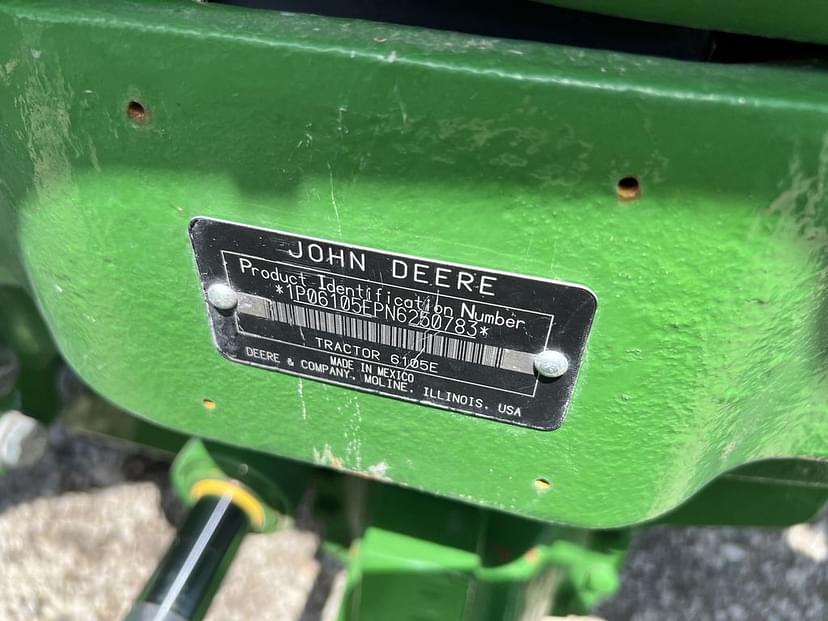 JOHN DEERE
Product Identification Number
*1P06105EPN6250783*
TRACTOR 6105E
MADE IN MEXICO
DEERE & COMPANY, MOLINE, ILLINOIS, USA